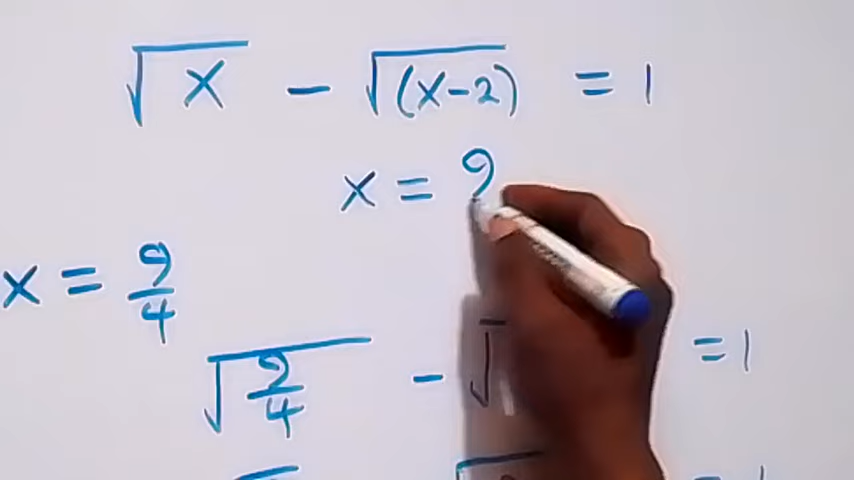 √x - √(x-2) = 1
x = 9
x = 9/4
√9/4 - √ = 1